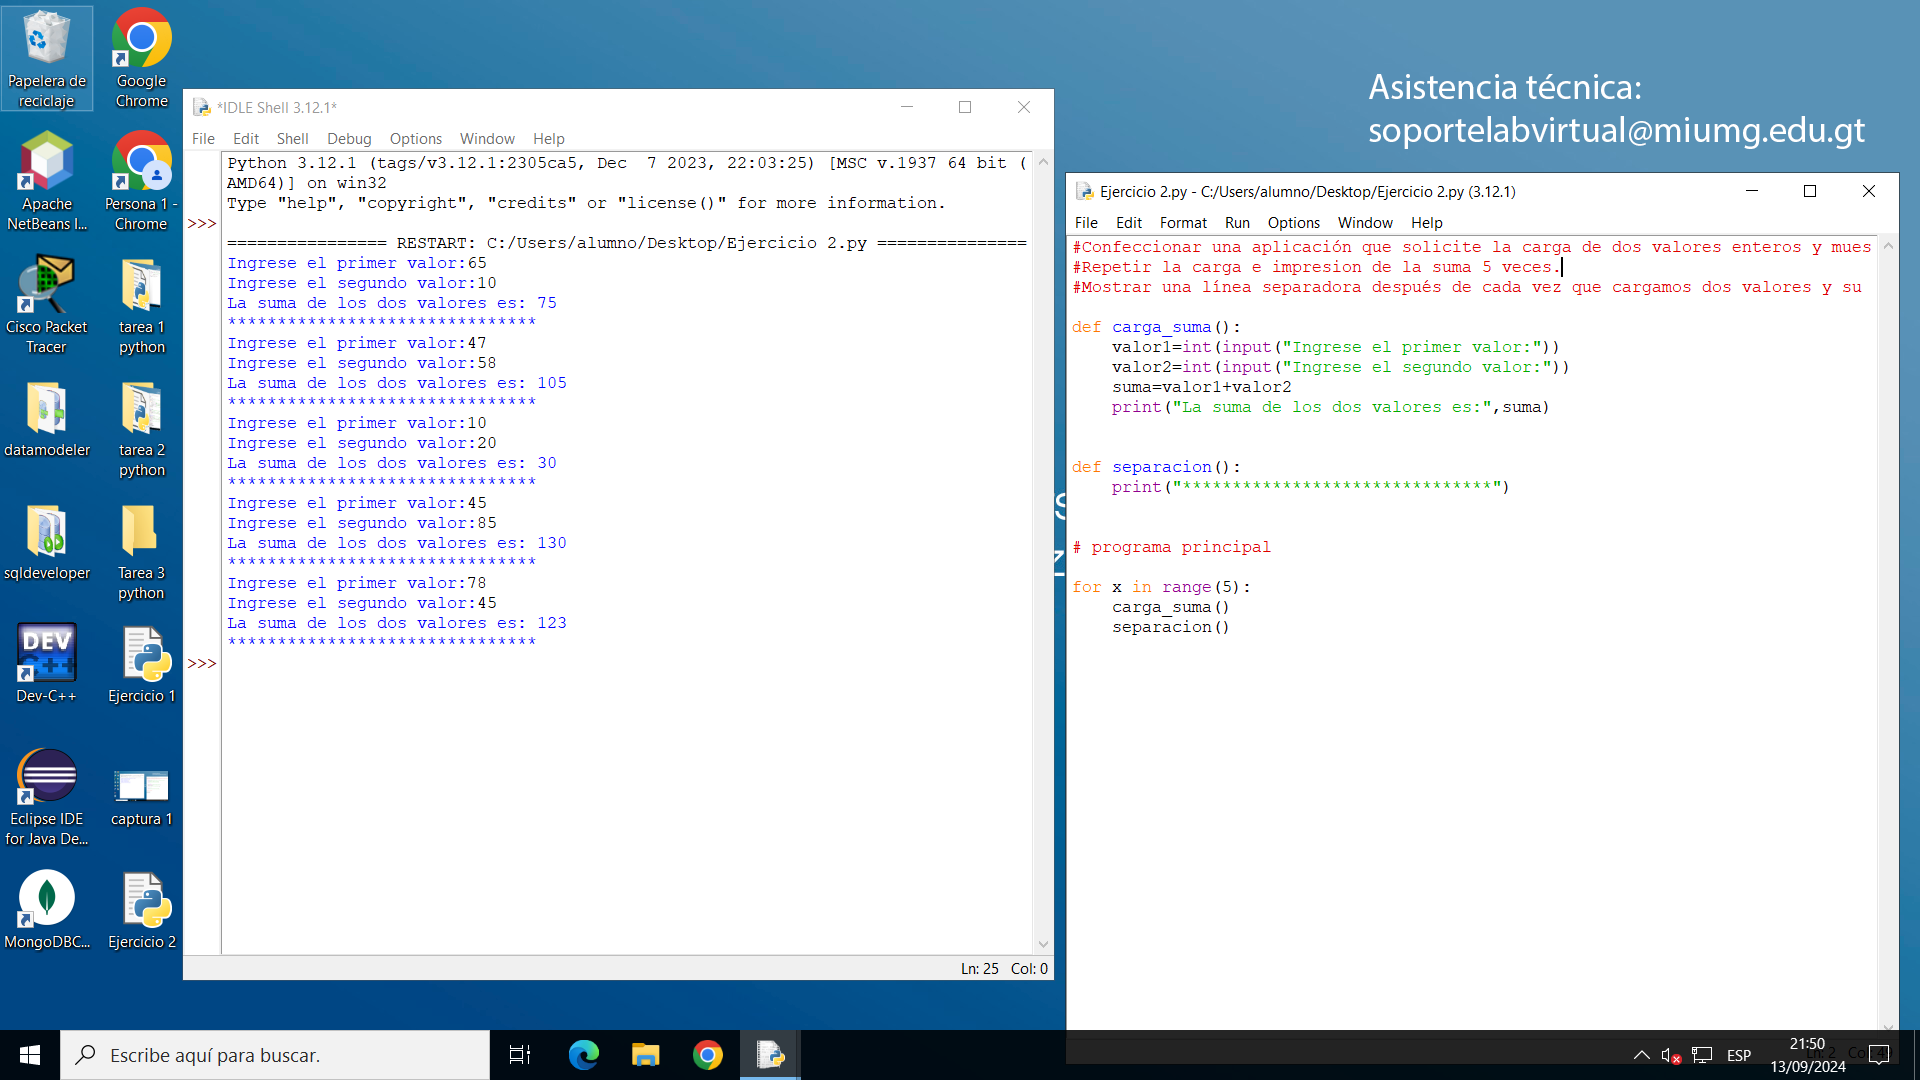 Papelera de
reciclaje
Google
Chrome
Apache
NetBeans I...
Persona 1 -
Chrome
Cisco Packet
Tracer
tarea 1
python
datamodeler
tarea 2
python
sqldeveloper
Tarea 3
python
DEV
C++
Dev-C++
Ejercicio 1
Eclipse IDE
for Java De...
captura 1
MongoDBC...
Ejercicio 2
*IDLE Shell 3.12.1*
File Edit Shell Debug Options Window Help
Python 3.12.1 (tags/v3.12.1:2305ca5, Dec  7 2023, 22:03:25) [MSC v.1937 64 bit (
AMD64)] on win32
Type "help", "copyright", "credits" or "license()" for more information.
>>>
================ RESTART: C:/Users/alumno/Desktop/Ejercicio 2.py ===============
Ingrese el primer valor:65
Ingrese el segundo valor:10
La suma de los dos valores es: 75
*******************************
Ingrese el primer valor:47
Ingrese el segundo valor:58
La suma de los dos valores es: 105
*******************************
Ingrese el primer valor:10
Ingrese el segundo valor:20
La suma de los dos valores es: 30
*******************************
Ingrese el primer valor:45
Ingrese el segundo valor:85
La suma de los dos valores es: 130
*******************************
Ingrese el primer valor:78
Ingrese el segundo valor:45
La suma de los dos valores es: 123
*******************************
>>>
Ln: 25 Col: 0
Asistencia técnica:
soportelabvirtual@miumg.edu.gt
Ejercicio 2.py - C:/Users/alumno/Desktop/Ejercicio 2.py (3.12.1)
File Edit Format Run Options Window Help
#Confeccionar una aplicación que solicite la carga de dos valores enteros y mues
#Repetir la carga e impresion de la suma 5 veces.
#Mostrar una línea separadora después de cada vez que cargamos dos valores y su
def carga_suma():
    valor1=int(input("Ingrese el primer valor:"))
    valor2=int(input("Ingrese el segundo valor:"))
    suma=valor1+valor2
    print("La suma de los dos valores es:",suma)
def separacion():
    print("*******************************")
# programa principal
for x in range(5):
    carga_suma()
    separacion()
Escribe aquí para buscar.
ESP
21:50
13/09/2024